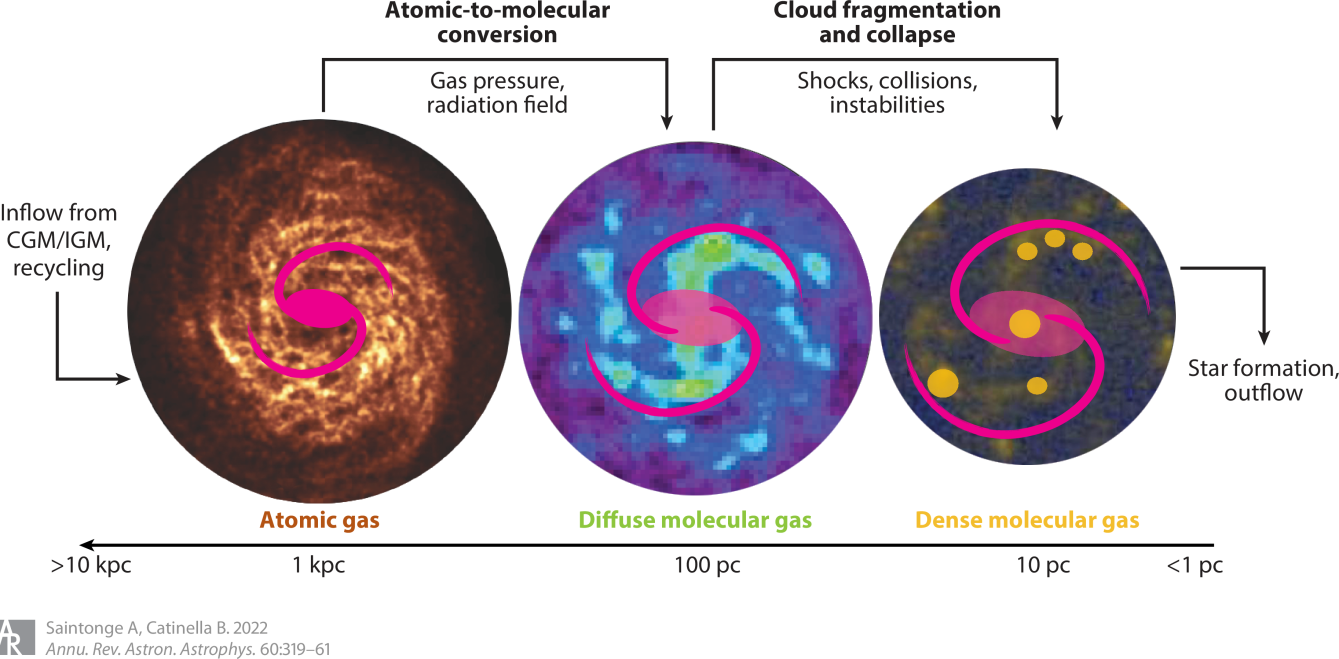 Atomic-to-molecular
conversion
Cloud fragmentation
and collapse
Gas pressure,
radiation field
Shocks, collisions,
instabilities
Inflow from
CGM/IGM,
recycling
Star formation,
outflow
Atomic gas
Diffuse molecular gas
Dense molecular gas
>10 kpc
1 kpc
100 pc
10 pc
<1 pc
AR
Saintonge A, Catinella B. 2022
Annu. Rev. Astron. Astrophys. 60:319–61